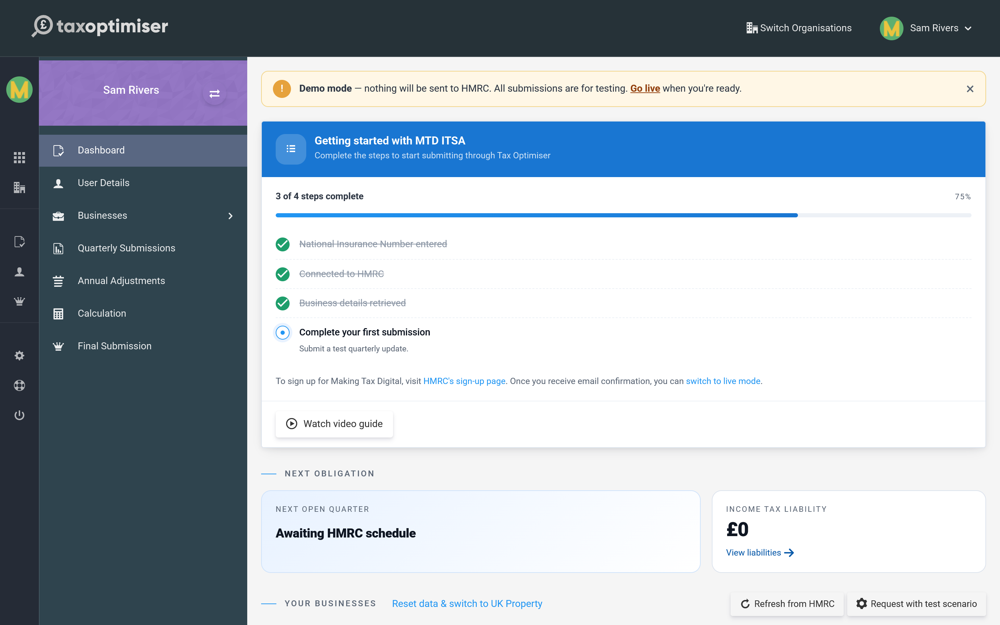 taxoptimiser
Switch Organisations
M
Sam Rivers
M
Sam Rivers
Dashboard
User Details
Businesses
Quarterly Submissions
Annual Adjustments
Calculation
Final Submission
Demo mode — nothing will be sent to HMRC. All submissions are for testing. Go live when you're ready.
Getting started with MTD ITSA
Complete the steps to start submitting through Tax Optimiser
3 of 4 steps complete
75%
National Insurance Number entered
Connected to HMRC
Business details retrieved
Complete your first submission
Submit a test quarterly update.
To sign up for Making Tax Digital, visit HMRC's sign-up page. Once you receive email confirmation, you can switch to live mode.
Watch video guide
NEXT OBLIGATION
NEXT OPEN QUARTER
Awaiting HMRC schedule
INCOME TAX LIABILITY
£0
View liabilities
YOUR BUSINESSES
Reset data & switch to UK Property
Refresh from HMRC
Request with test scenario